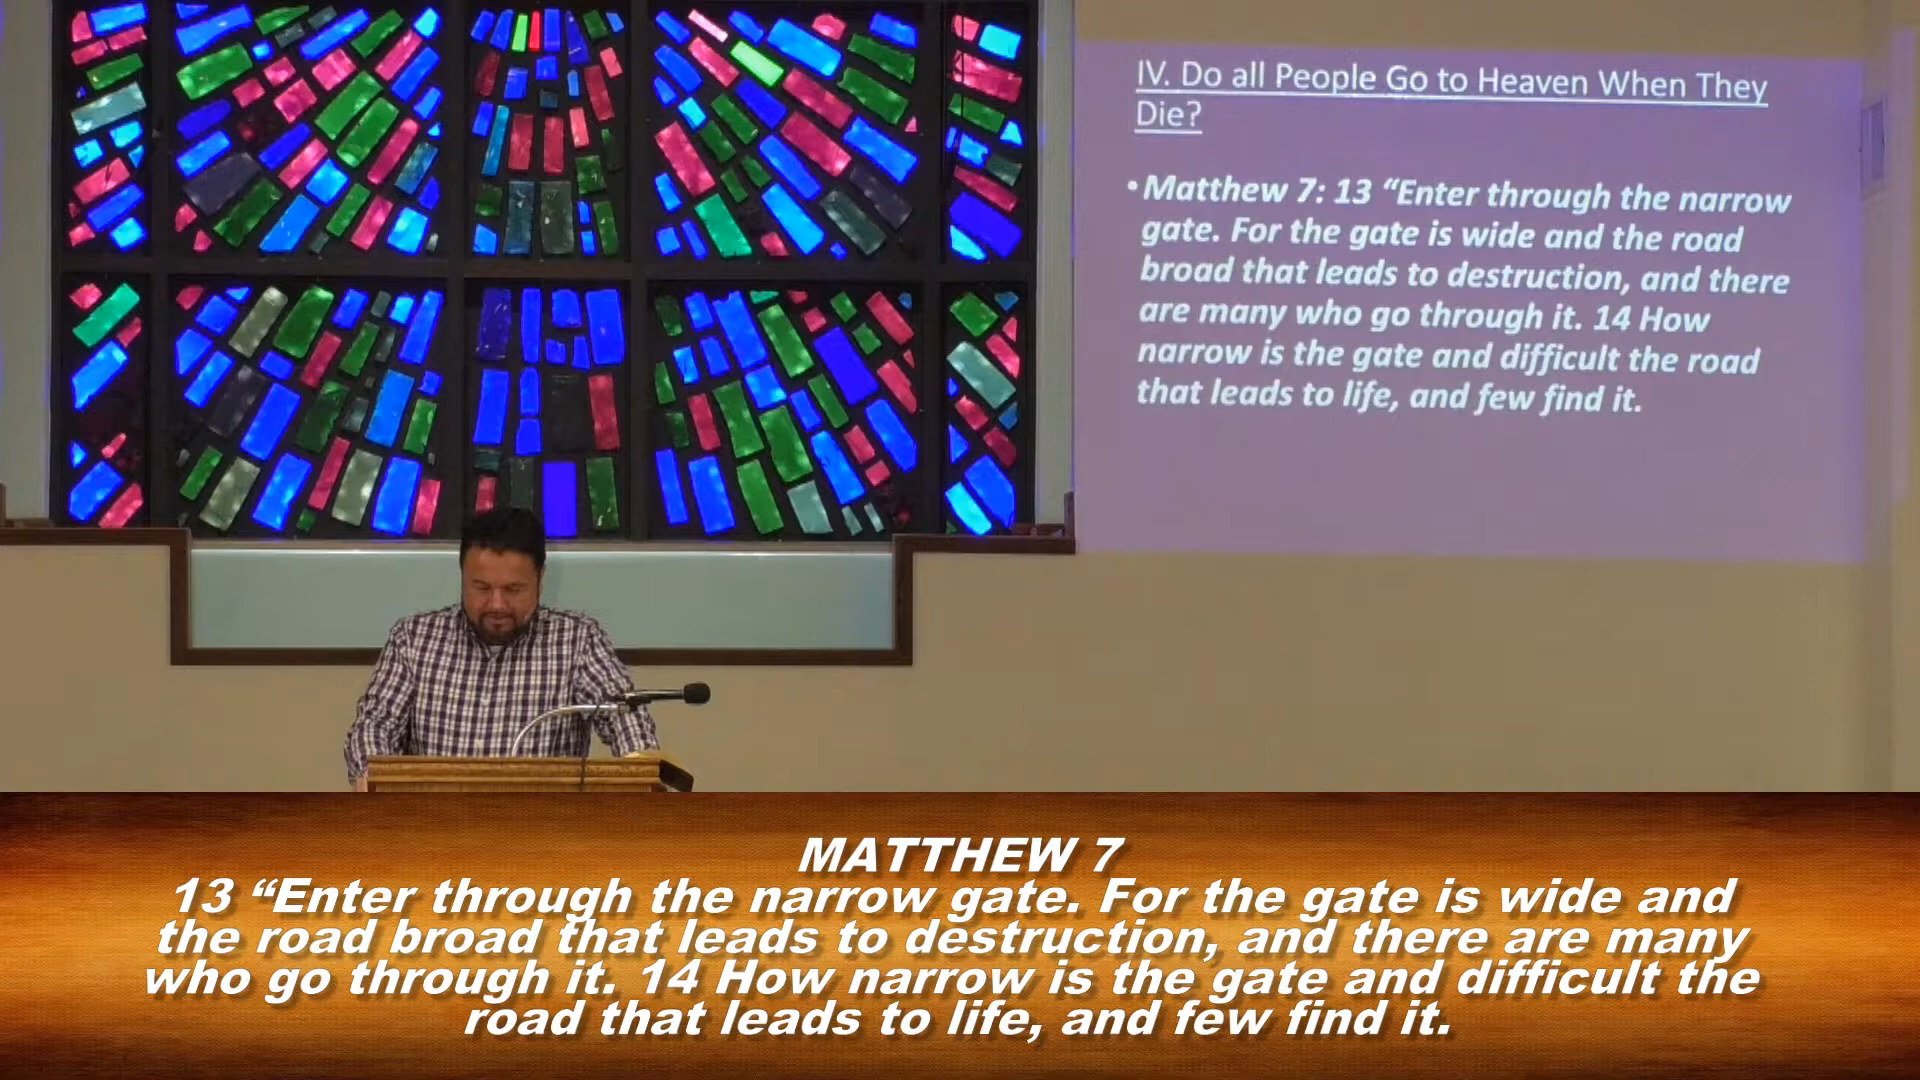 IV. Do all People Go to Heaven When They
Die?
• Matthew 7: 13 “Enter through the narrow
gate. For the gate is wide and the road
broad that leads to destruction, and there
are many who go through it. 14 How
narrow is the gate and difficult the road
that leads to life, and few find it.
MATTHEW 7
13 “Enter through the narrow gate. For the gate is wide and
the road broad that leads to destruction, and there are many
who go through it. 14 How narrow is the gate and difficult the
road that leads to life, and few find it.